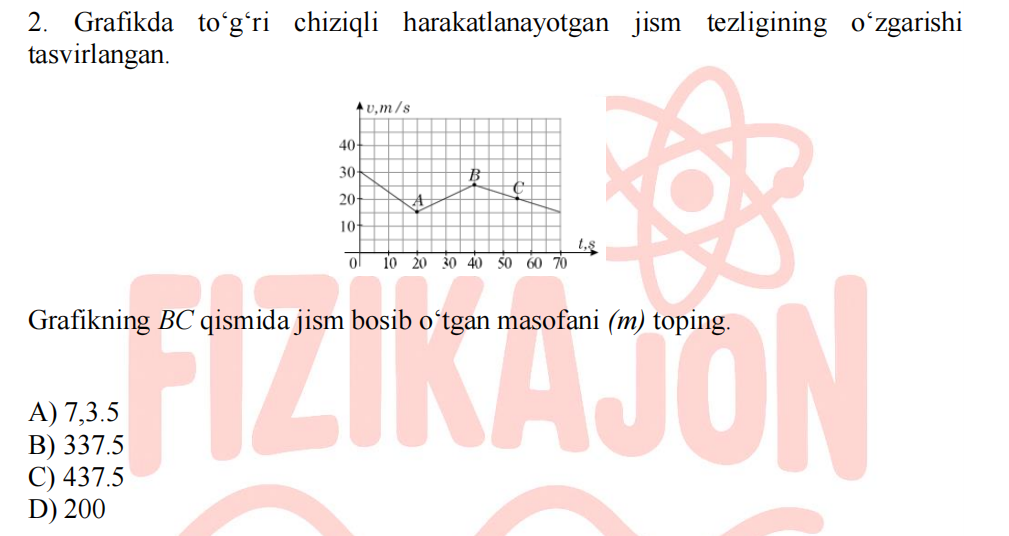 2. Grafikda to‘g‘ri chiziqli harakatlanayotgan jism tezligining o‘zgarishi
tasvirlangan.
υ,m/s
40
30
B
C
20
A
10
t,s
0 10 20 30 40 50 60 70
Grafikning BC qismida jism bosib o‘tgan masofani (m) toping.
FIZIKAJON
A) 7,3.5
B) 337.5
C) 437.5
D) 200